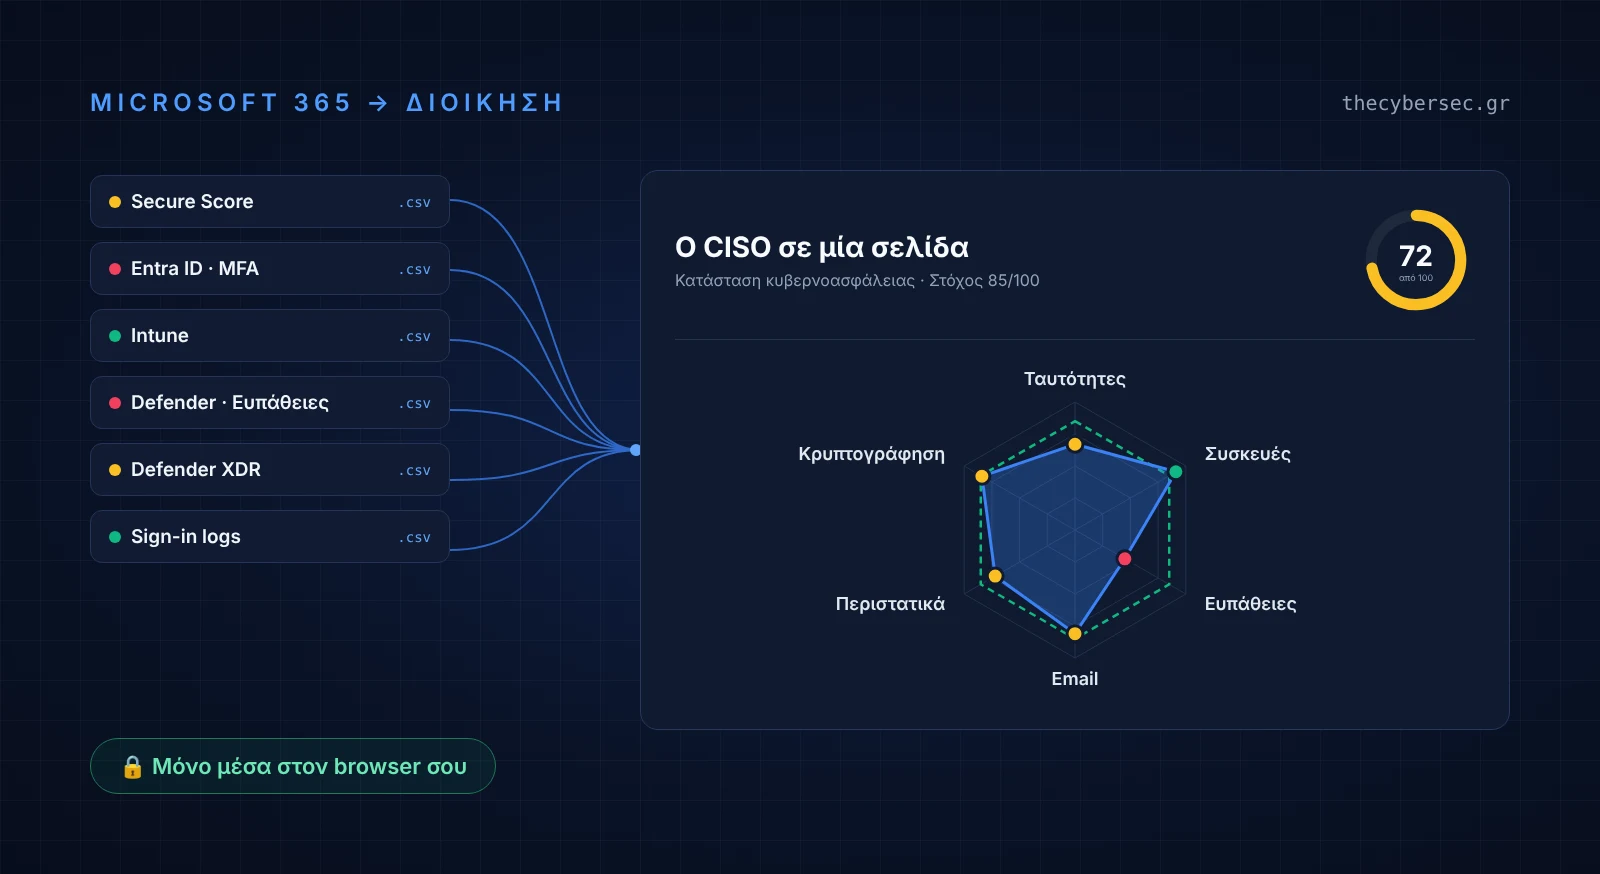 MICROSOFT 365 → ΔΙΟΙΚΗΣΗ
thecybersec.gr
Secure Score .csv
Entra ID · MFA .csv
Intune .csv
Defender · Ευπάθειες .csv
Defender XDR .csv
Sign-in logs .csv
Ο CISO σε μία σελίδα
Κατάσταση κυβερνοασφάλειας · Στόχος 85/100
72
από 100
Ταυτότητες
Κρυπτογράφηση
Συσκευές
Περιστατικά
Ευπάθειες
Email
🔒 Μόνο μέσα στον browser σου